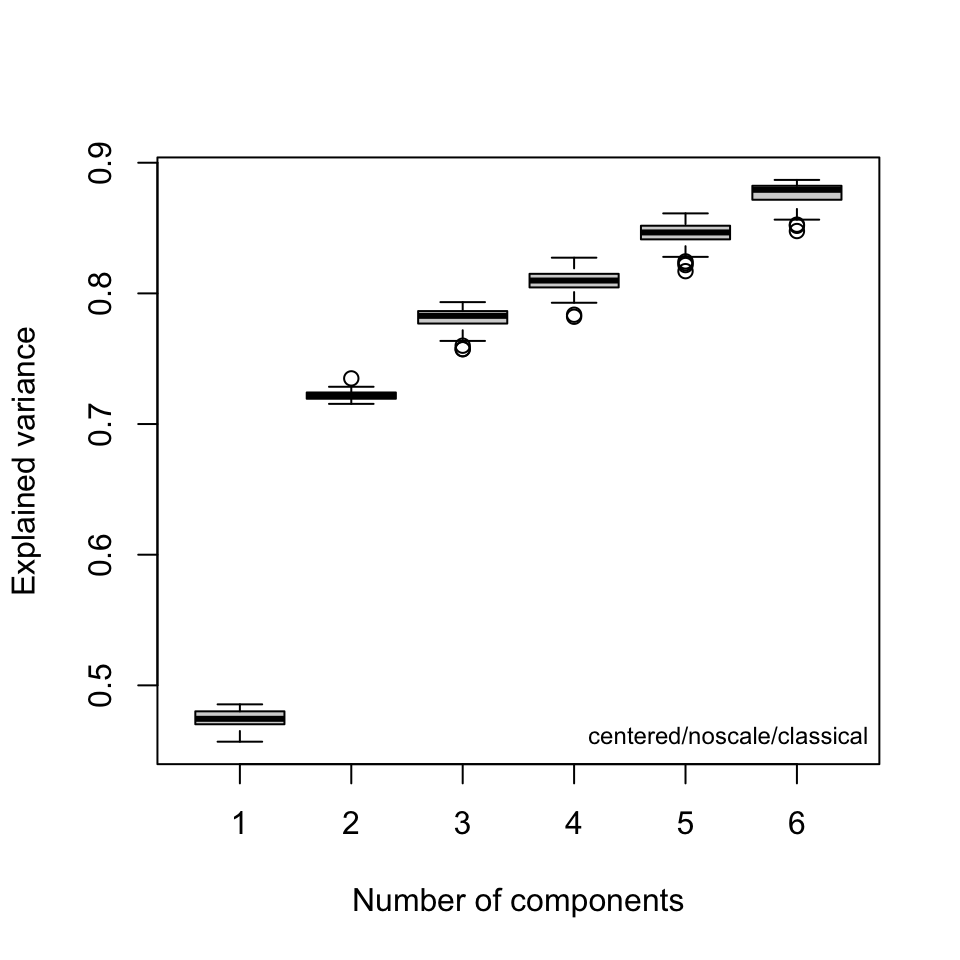 0.9
0.8
0.7
0.6
0.5
Explained variance
centered/noscale/classical
1 2 3 4 5 6
Number of components